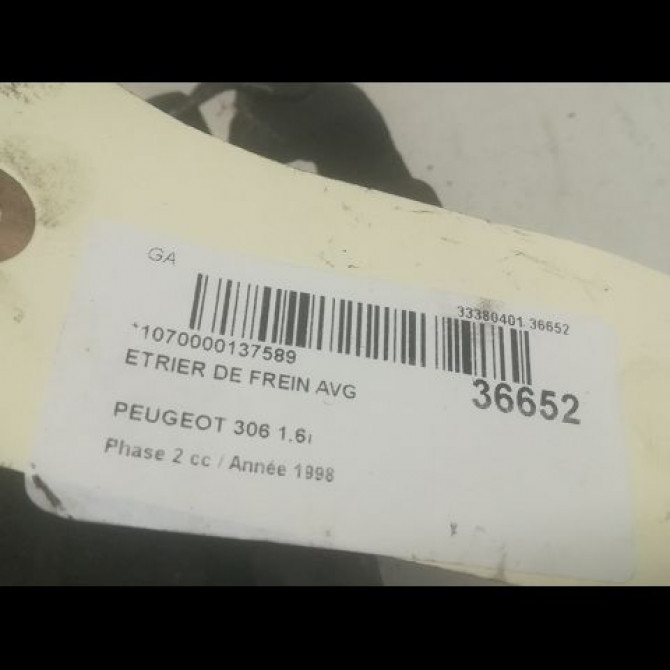 GA
33380401 36652
*1070000137589
36652
ETRIER DE FREIN AVG
PEUGEOT 306 1.6i
Phase 2 cc / Année 1998